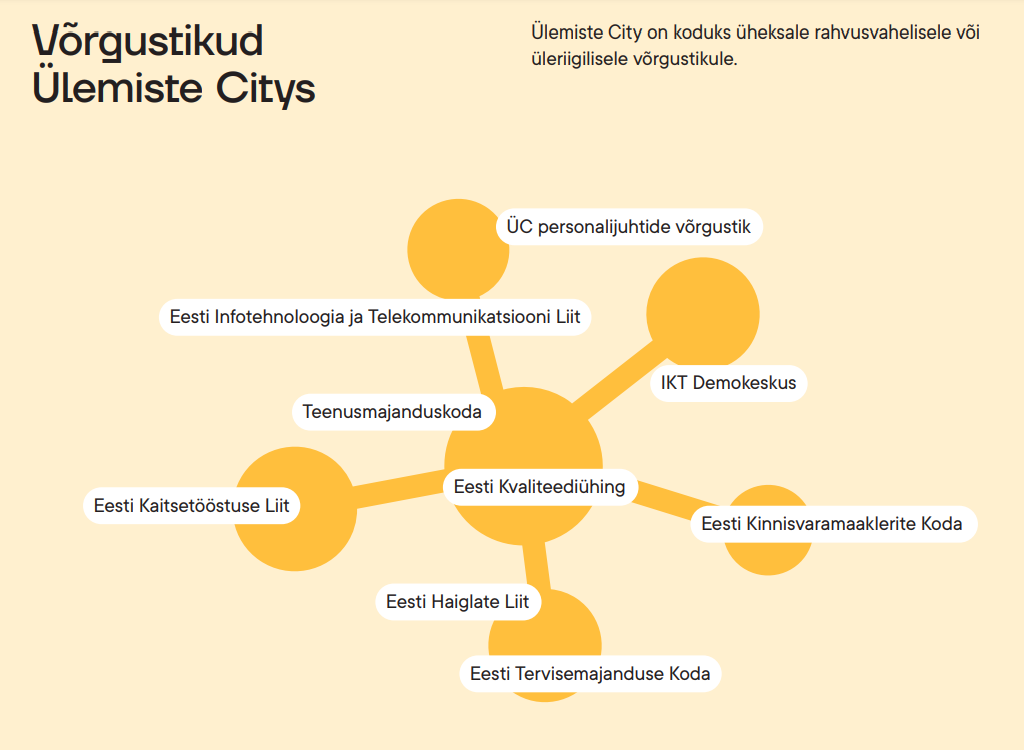 Võrgustikud
Ülemiste Citys
Ülemiste City on koduks üheksale rahvusvahelisele või
üleriigilisele võrgustikule.
ÜC personalijuhtide võrgustik
Eesti Infotehnoloogia ja Telekommunikatsiooni Liit
IKT Demokeskus
Teenusmajanduskoda
Eesti Kvaliteediühing
Eesti Kaitsetööstuse Liit
Eesti Kinnisvaramaaklerite Koda
Eesti Haiglate Liit
Eesti Tervisemajanduse Koda